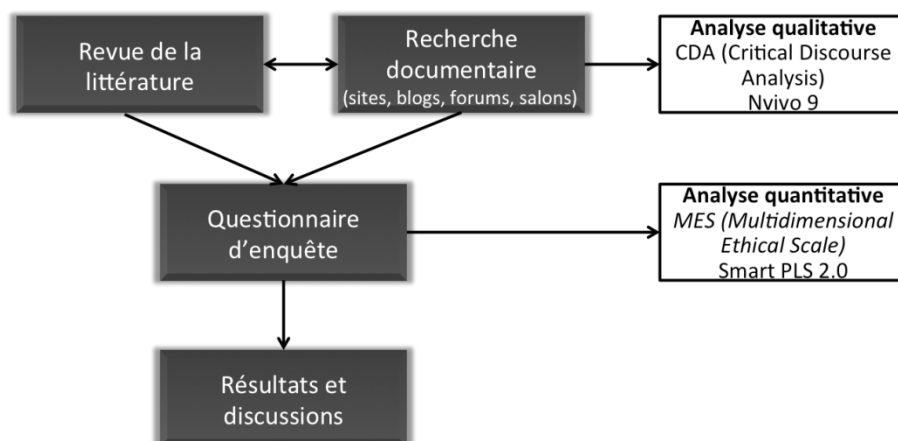 Revue de la
littérature
Recherche
documentaire
(sites, blogs, forums, salons)
Analyse qualitative
CDA (Critical Discourse
Analysis)
Nvivo 9
Questionnaire
d’enquête
Analyse quantitative
MES (Multidimensional
Ethical Scale)
Smart PLS 2.0
Résultats et
discussions